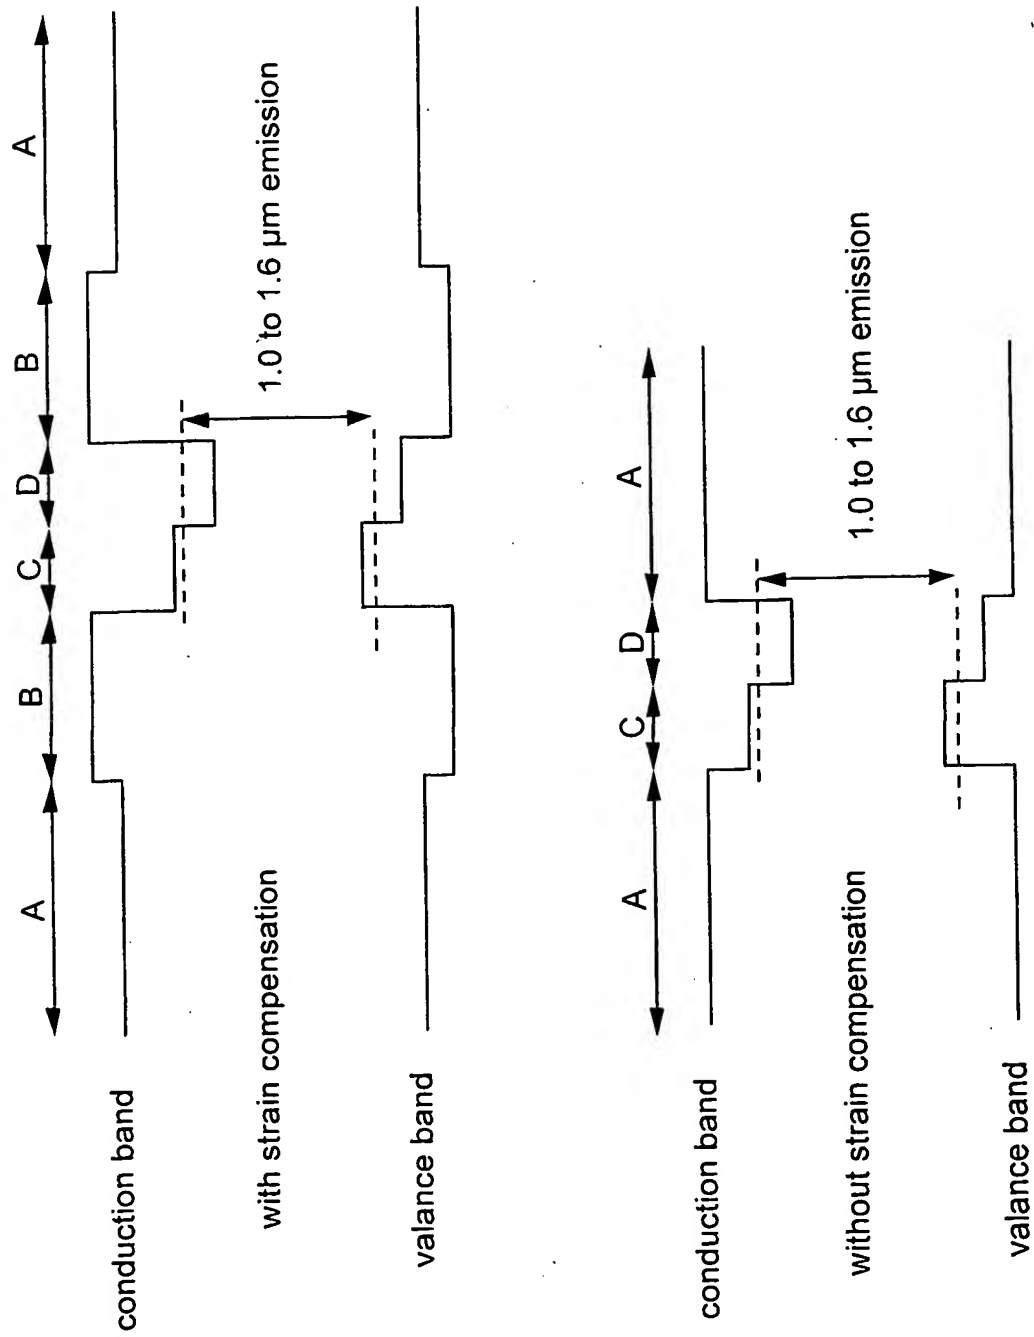 A
B
C
D
B
A
conduction band
1.0 to 1.6 μm emission
with strain compensation
valance band
A
C
D
A
conduction band
1.0 to 1.6 μm emission
without strain compensation
valance band